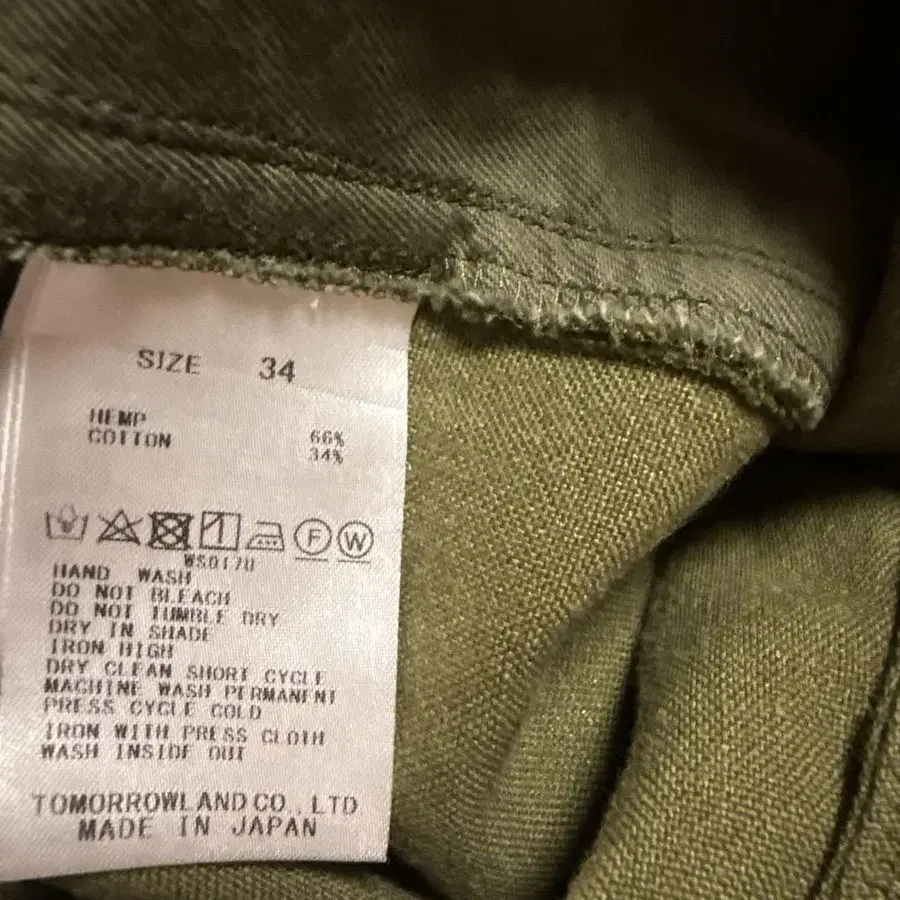 SIZE 34
HEMP 66%
COTTON 34%
F W
WS017U
HAND WASH
DO NOT BLEACH
DO NOT TUMBLE DRY
DRY IN SHADE
IRON HIGH
DRY CLEAN SHORT CYCLE
MACHINE WASH PERMANENT
PRESS CYCLE COLD
IRON WITH PRESS CLOTH
WASH INSIDE OUT
TOMORROWLAND CO., LTD
MADE IN JAPAN